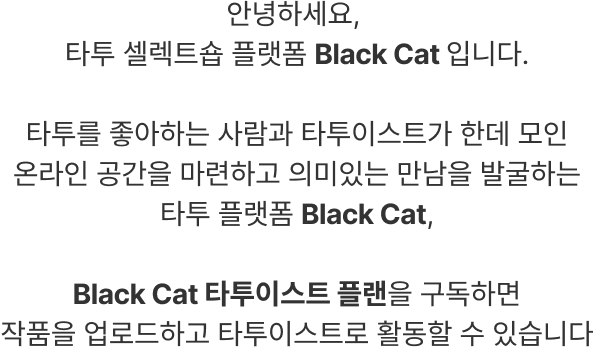 안녕하세요,
타투 셀렉트숍 플랫폼 Black Cat 입니다.
타투를 좋아하는 사람과 타투이스트가 한데 모인
온라인 공간을 마련하고 의미있는 만남을 발굴하는
타투 플랫폼 Black Cat,
Black Cat 타투이스트 플랜을 구독하면
작품을 업로드하고 타투이스트로 활동할 수 있습니다